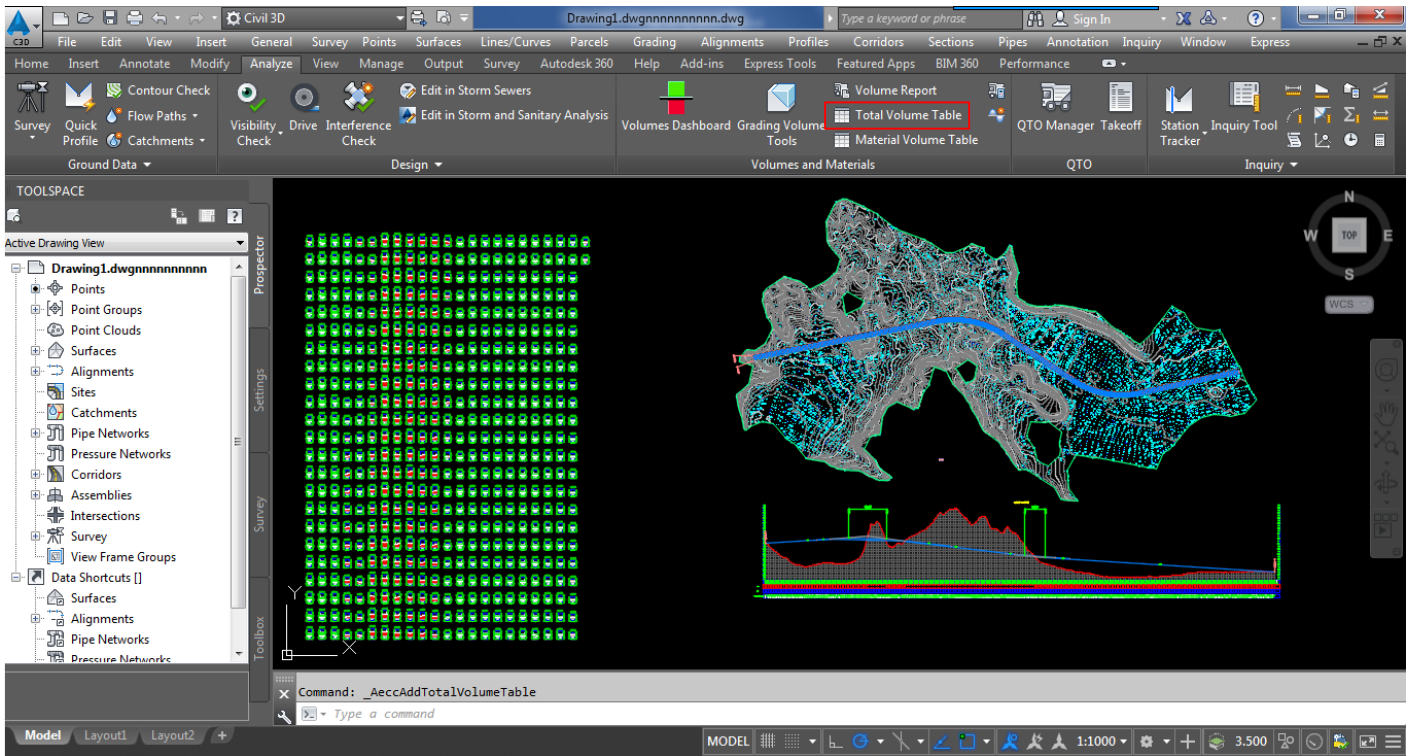 Civil 3D
Drawing1.dwgnnnnnnnnnn.dwg
Type a keyword or phrase
Sign In
C3D
File Edit View Insert General Survey Points Surfaces Lines/Curves Parcels Grading Alignments Profiles Corridors Sections Pipes Annotation Inquiry Window Express
Home Insert Annotate Modify Analyze View Manage Output Survey Autodesk 360 Help Add-ins Express Tools Featured Apps BIM 360 Performance
Survey
Quick Profile
Contour Check
Flow Paths
Catchments
Visibility Check
Drive
Interference Check
Edit in Storm Sewers
Edit in Storm and Sanitary Analysis
Volumes Dashboard
Grading Volume Tools
Volume Report
Total Volume Table
Material Volume Table
QTO Manager
Takeoff
Station Tracker
Inquiry Tool
Ground Data
Design
Volumes and Materials
QTO
Inquiry
TOOLSPACE
Active Drawing View
Drawing1.dwgnnnnnnnnnn
Points
Point Groups
Point Clouds
Surfaces
Alignments
Sites
Catchments
Pipe Networks
Pressure Networks
Corridors
Assemblies
Intersections
Survey
View Frame Groups
Data Shortcuts []
Surfaces
Alignments
Pipe Networks
Pressure Networks
Prospector
Settings
Survey
Toolbox
N
W TOP E
S
WCS
Y
X
Command: _AeccAddTotalVolumeTable
Type a command
Model Layout1 Layout2 +
MODEL
1:1000
3.500